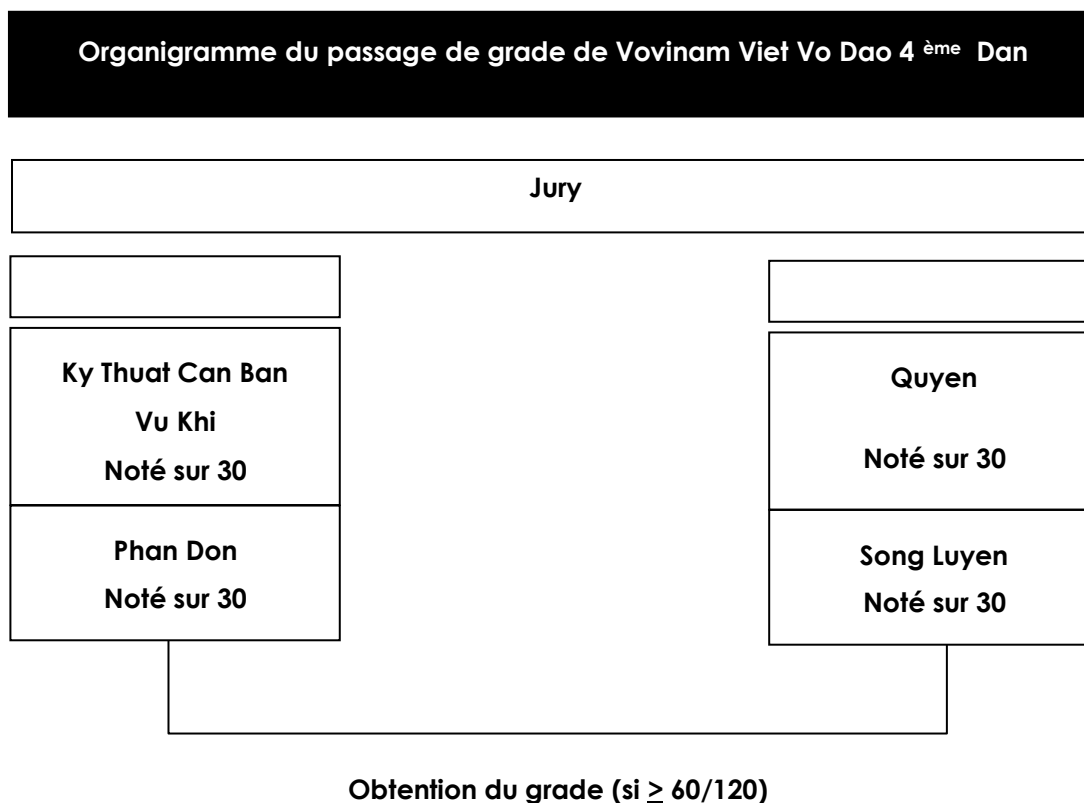 Organigramme du passage de grade de Vovinam Viet Vo Dao 4 ème Dan
Jury
Ky Thuat Can Ban
Vu Khi
Noté sur 30
Phan Don
Noté sur 30
Quyen
Noté sur 30
Song Luyen
Noté sur 30
Obtention du grade (si ≥ 60/120)